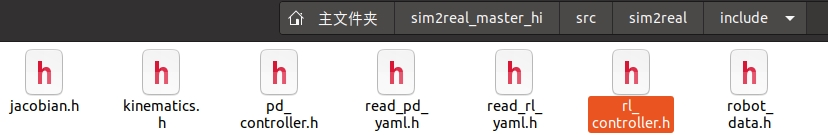 主文件夹 sim2real_master_hi src sim2real include
h h h h h h h
jacobian.h kinematics. pd_ read_pd_ read_rl_ rl_ robot_
h controller.h yaml.h yaml.h controller.h data.h